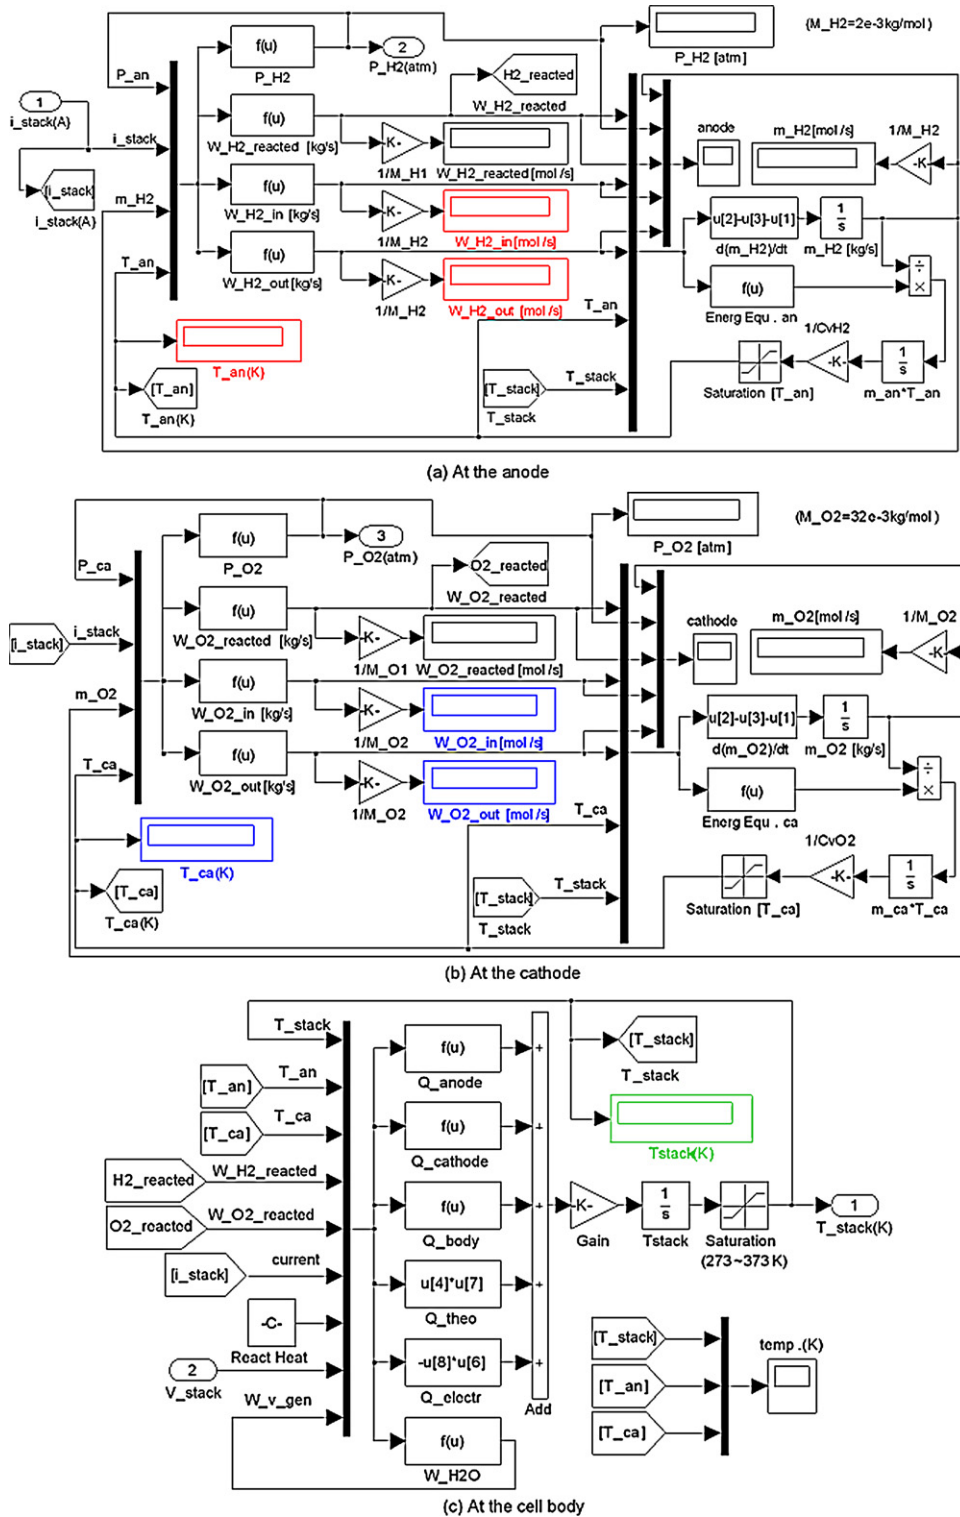 (M_H2=2e-3kg/mol)
f(u)
2
P_H2
P_H2(atm)
P_H2 [atm]
P_an
H2_reacted
1
i_stack(A)
f(u)
W_H2_reacted
anode
m_H2[mol/s]
1/M_H2
i_stack
W_H2_reacted [kg/s]
-K-
1/M_H1
W_H2_reacted[mol/s]
-K-
[i_stack]
i_stack(A)
m_H2
f(u)
W_H2_in [kg/s]
-K-
1/M_H2
W_H2_in[mol/s]
u[2]-u[3]-u[1]
d(m_H2)/dt
1
s
m_H2 [kg/s]
T_an
f(u)
W_H2_out[kg/s]
-K-
1/M_H2
W_H2_out [mol/s]
÷
×
f(u)
Energ Equ . an
T_an
T_an(K)
1/CvH2
[T_an]
T_an(K)
[T_stack]
T_stack
T_stack
Saturation [T_an]
-K-
1
s
m_an*T_an
(a) At the anode
(M_O2=32e-3kg/mol)
f(u)
3
P_O2
P_O2(atm)
P_O2 [atm]
P_ca
O2_reacted
f(u)
W_O2_reacted
cathode
m_O2[mol/s]
1/M_O2
[i_stack]
i_stack
W_O2_reacted [kg/s]
-K-
1/M_O1
W_O2_reacted[mol/s]
-K-
m_O2
f(u)
W_O2_in [kg/s]
-K-
1/M_O2
W_O2_in[mol/s]
u[2]-u[3]-u[1]
d(m_O2)/dt
1
s
m_O2 [kg/s]
T_ca
f(u)
W_O2_out[kg/s]
-K-
1/M_O2
W_O2_out [mol/s]
÷
×
f(u)
Energ Equ . ca
T_ca
T_ca(K)
1/CvO2
[T_ca]
T_ca(K)
[T_stack]
T_stack
T_stack
Saturation [T_ca]
-K-
1
s
m_ca*T_ca
(b) At the cathode
T_stack
f(u)
Q_anode
+
[T_stack]
T_stack
[T_an]
T_an
[T_ca]
T_ca
f(u)
Q_cathode
+
Tstack(K)
H2_reacted
W_H2_reacted
O2_reacted
W_O2_reacted
f(u)
Q_body
+
-K-
Gain
1
s
Tstack
Saturation
(273~373 K)
1
T_stack(K)
[i_stack]
current
u[4]*u[7]
Q_theo
+
-C-
React Heat
2
V_stack
-u[8]*u[6]
Q_electr
+
Add
W_v_gen
f(u)
W_H2O
[T_stack]
[T_an]
[T_ca]
temp .(K)
(c) At the cell body